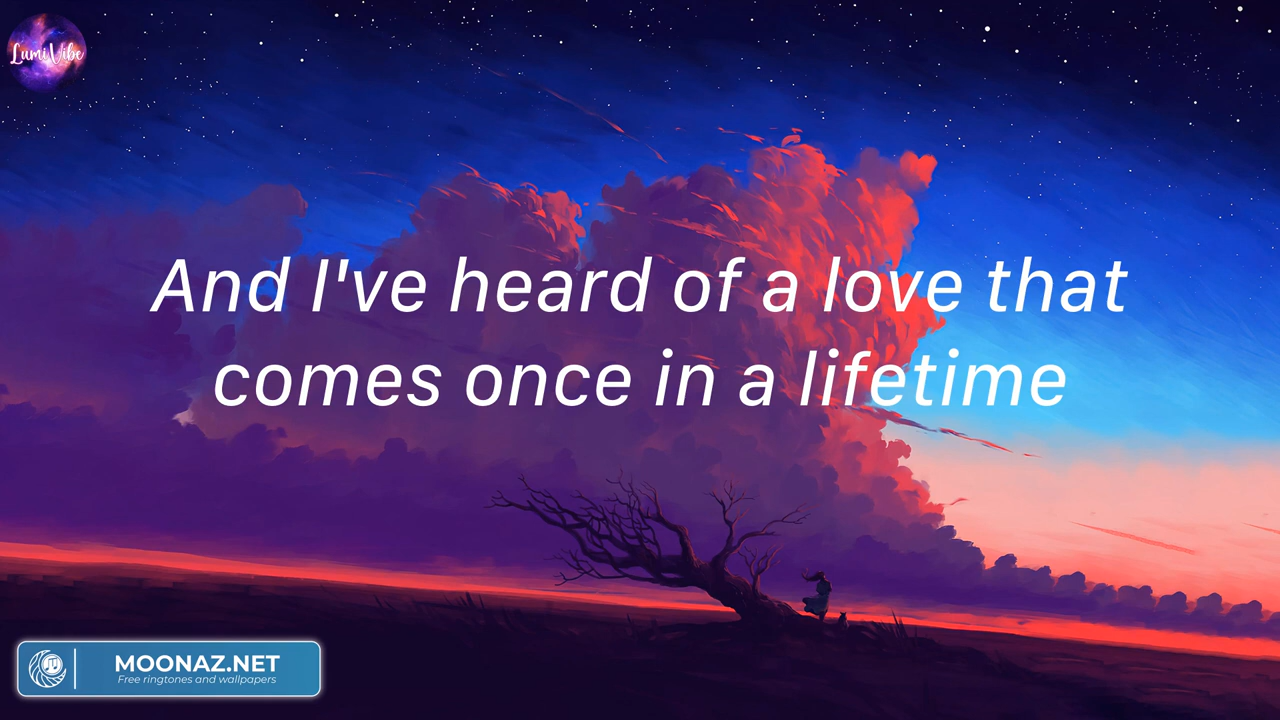 LumiVibe
And I've heard of a love that
comes once in a lifetime
MOONAZ.NET
Free ringtones and wallpapers